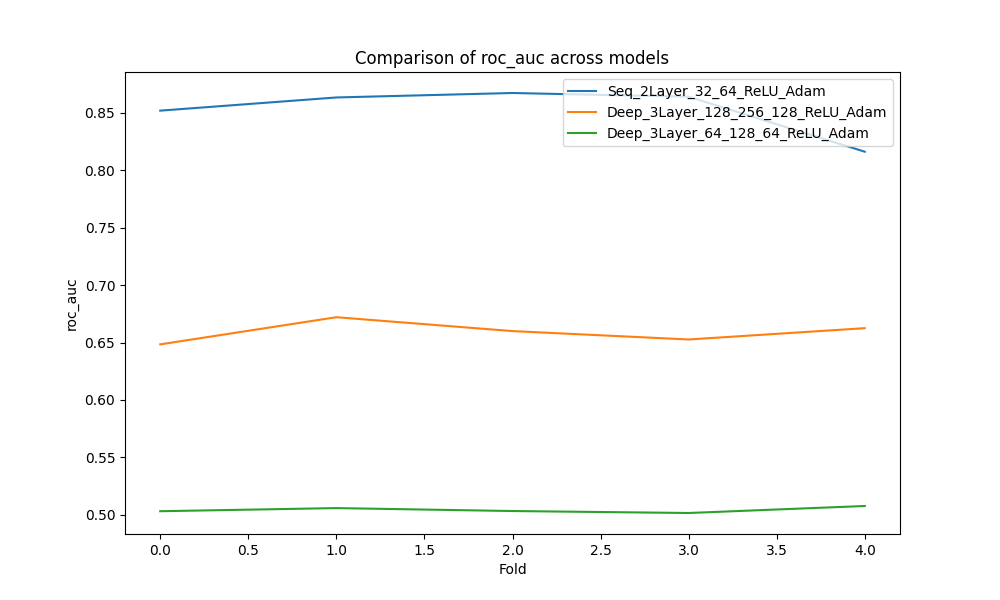 Comparison of roc_auc across models
Seq_2Layer_32_64_ReLU_Adam
Deep_3Layer_128_256_128_ReLU_Adam
Deep_3Layer_64_128_64_ReLU_Adam
roc_auc
0.85
0.80
0.75
0.70
0.65
0.60
0.55
0.50
0.0 0.5 1.0 1.5 2.0 2.5 3.0 3.5 4.0
Fold